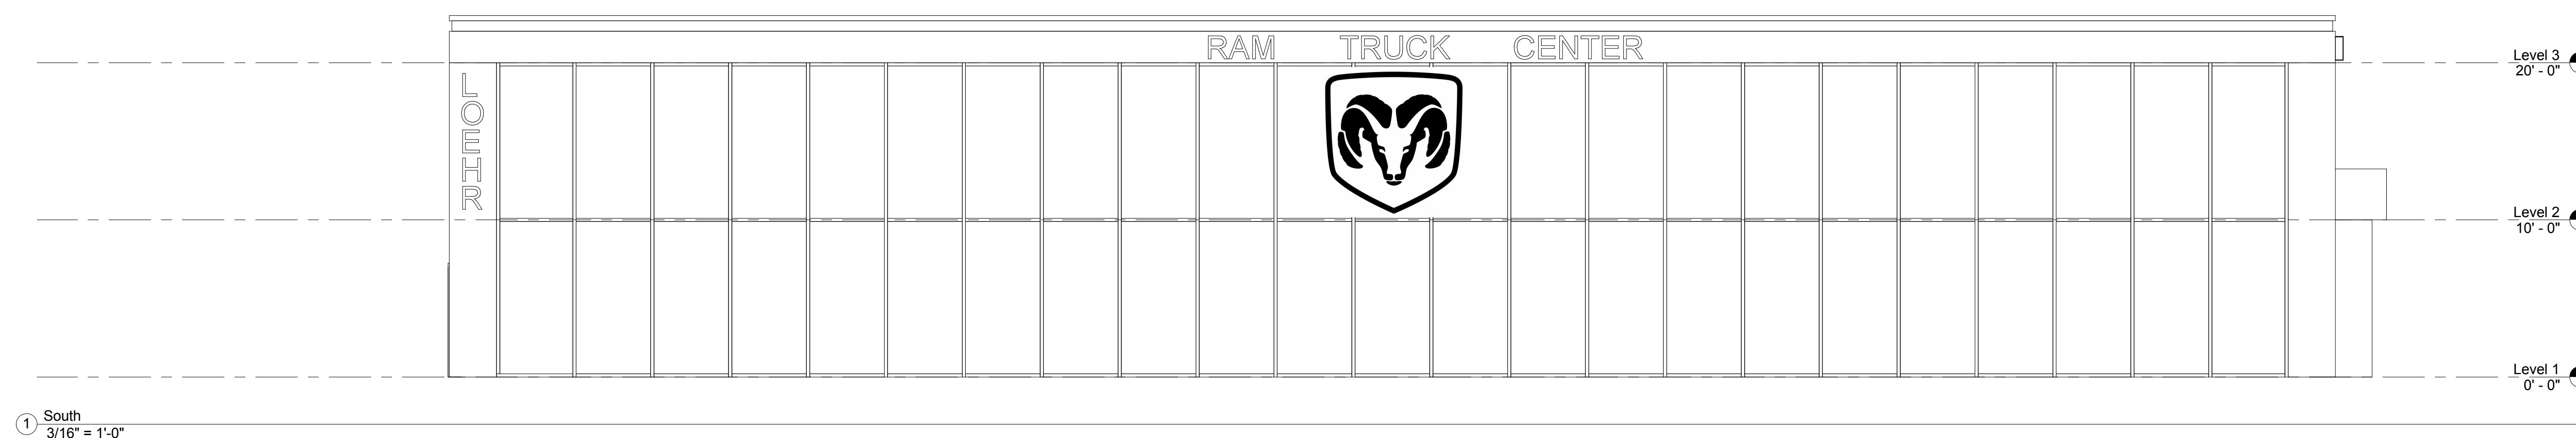 RAM TRUCK CENTER
LOEHR
Level 3
20' - 0"
Level 2
10' - 0"
Level 1
0' - 0"
1
South
3/16" = 1'-0"